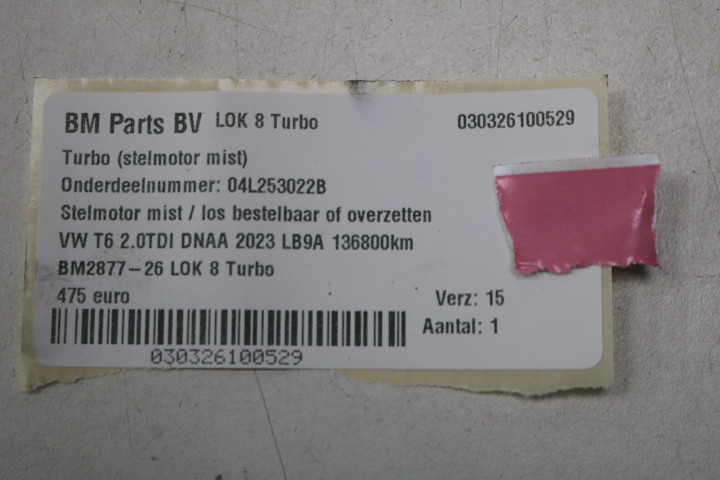 BM Parts BV LOK 8 Turbo 030326100529
Turbo (stelmotor mist)
Onderdeelnummer: 04L253022B
Stelmotor mist / los bestelbaar of overzetten
VW T6 2.0TDI DNAA 2023 LB9A 136800km
BM2877-26 LOK 8 Turbo
475 euro Verz: 15
Aantal: 1
030326100529